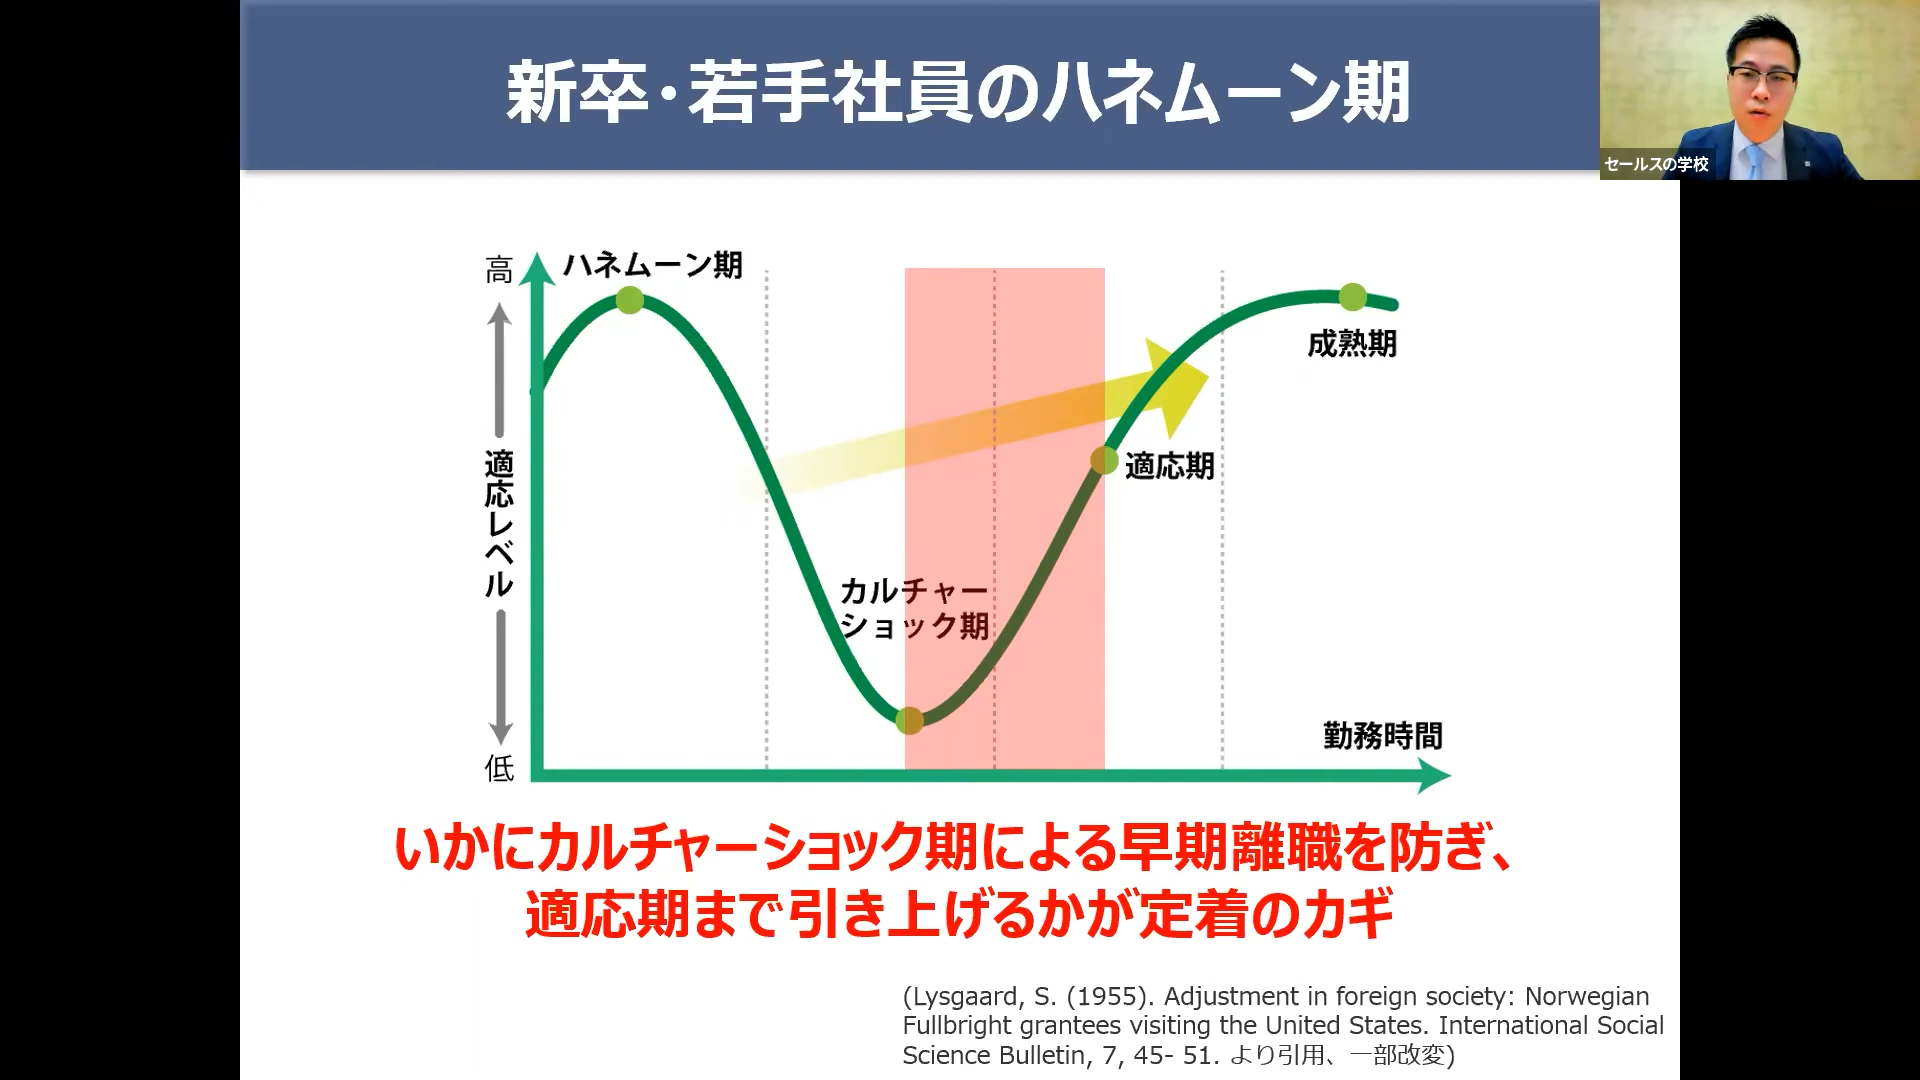 新卒・若手社員のハネムーン期
セールスの学校
高
ハネムーン期
成熟期
適応期
適応レベル
カルチャー
ショック期
勤務時間
低
いかにカルチャーショック期による早期離職を防ぎ、
適応期まで引き上げるかが定着のカギ
(Lysgaard, S. (1955). Adjustment in foreign society: Norwegian
Fullbright grantees visiting the United States. International Social
Science Bulletin, 7, 45- 51. より引用、一部改変)